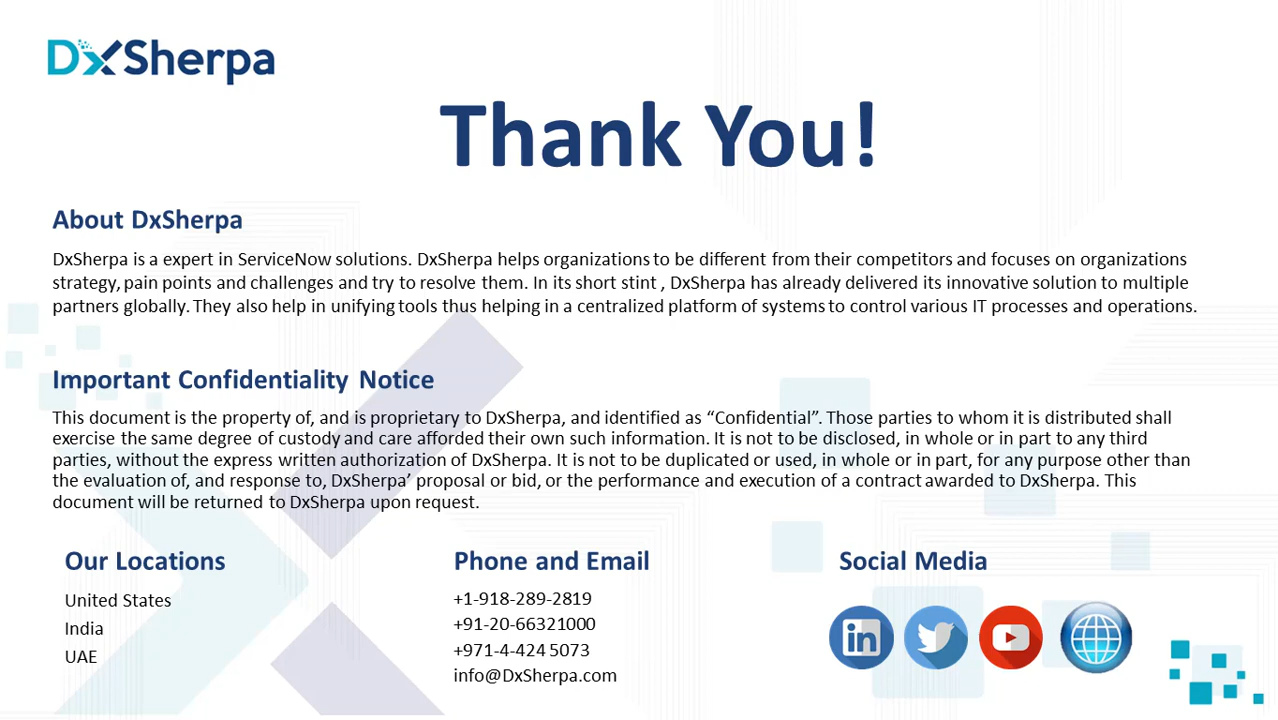 DxSherpa
Thank You!
About DxSherpa
DxSherpa is a expert in ServiceNow solutions. DxSherpa helps organizations to be different from their competitors and focuses on organizations
strategy, pain points and challenges and try to resolve them. In its short stint , DxSherpa has already delivered its innovative solution to multiple
partners globally. They also help in unifying tools thus helping in a centralized platform of systems to control various IT processes and operations.
Important Confidentiality Notice
This document is the property of, and is proprietary to DxSherpa, and identified as “Confidential”. Those parties to whom it is distributed shall
exercise the same degree of custody and care afforded their own such information. It is not to be disclosed, in whole or in part to any third
parties, without the express written authorization of DxSherpa. It is not to be duplicated or used, in whole or in part, for any purpose other than
the evaluation of, and response to, DxSherpa’ proposal or bid, or the performance and execution of a contract awarded to DxSherpa. This
document will be returned to DxSherpa upon request.
Our Locations
United States
India
UAE
Phone and Email
+1-918-289-2819
+91-20-66321000
+971-4-424 5073
info@DxSherpa.com
Social Media
in